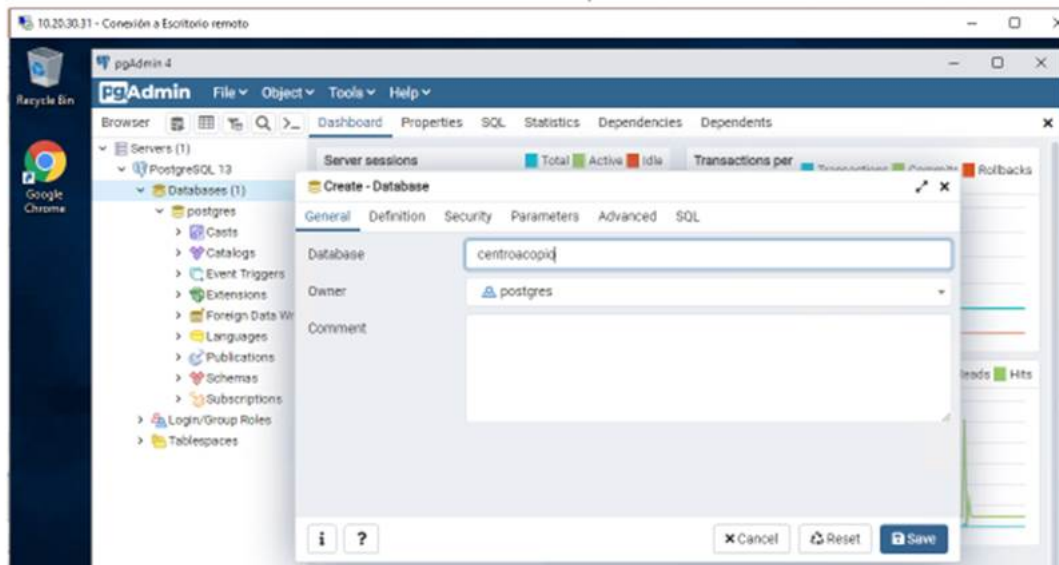 10.20.30.31 - Conexión a Escritorio remoto
Recycle Bin
Google Chrome
pgAdmin 4
pgAdmin File Object Tools Help
Browser Dashboard Properties SQL Statistics Dependencies Dependents
Servers (1)
PostgreSQL 13
Databases (1)
postgres
Casts
Catalogs
Event Triggers
Extensions
Foreign Data Wr
Languages
Publications
Schemas
Subscriptions
Login/Group Roles
Tablespaces
Server sessions Total Active Idle
Transactions per Transactions Commits Rollbacks
Create - Database
General Definition Security Parameters Advanced SQL
Database centroacopio
Owner postgres
Comment
eads Hits
i ? Cancel Reset Save